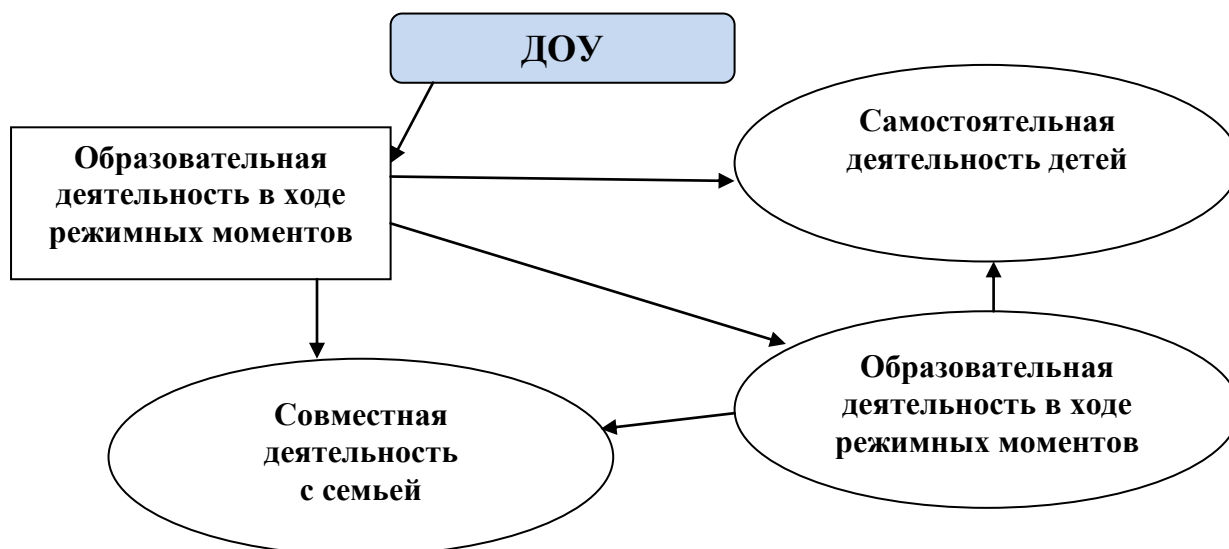 ДОУ
Образовательная
деятельность в ходе
режимных моментов
Самостоятельная
деятельность детей
Совместная
деятельность
с семьей
Образовательная
деятельность в ходе
режимных моментов